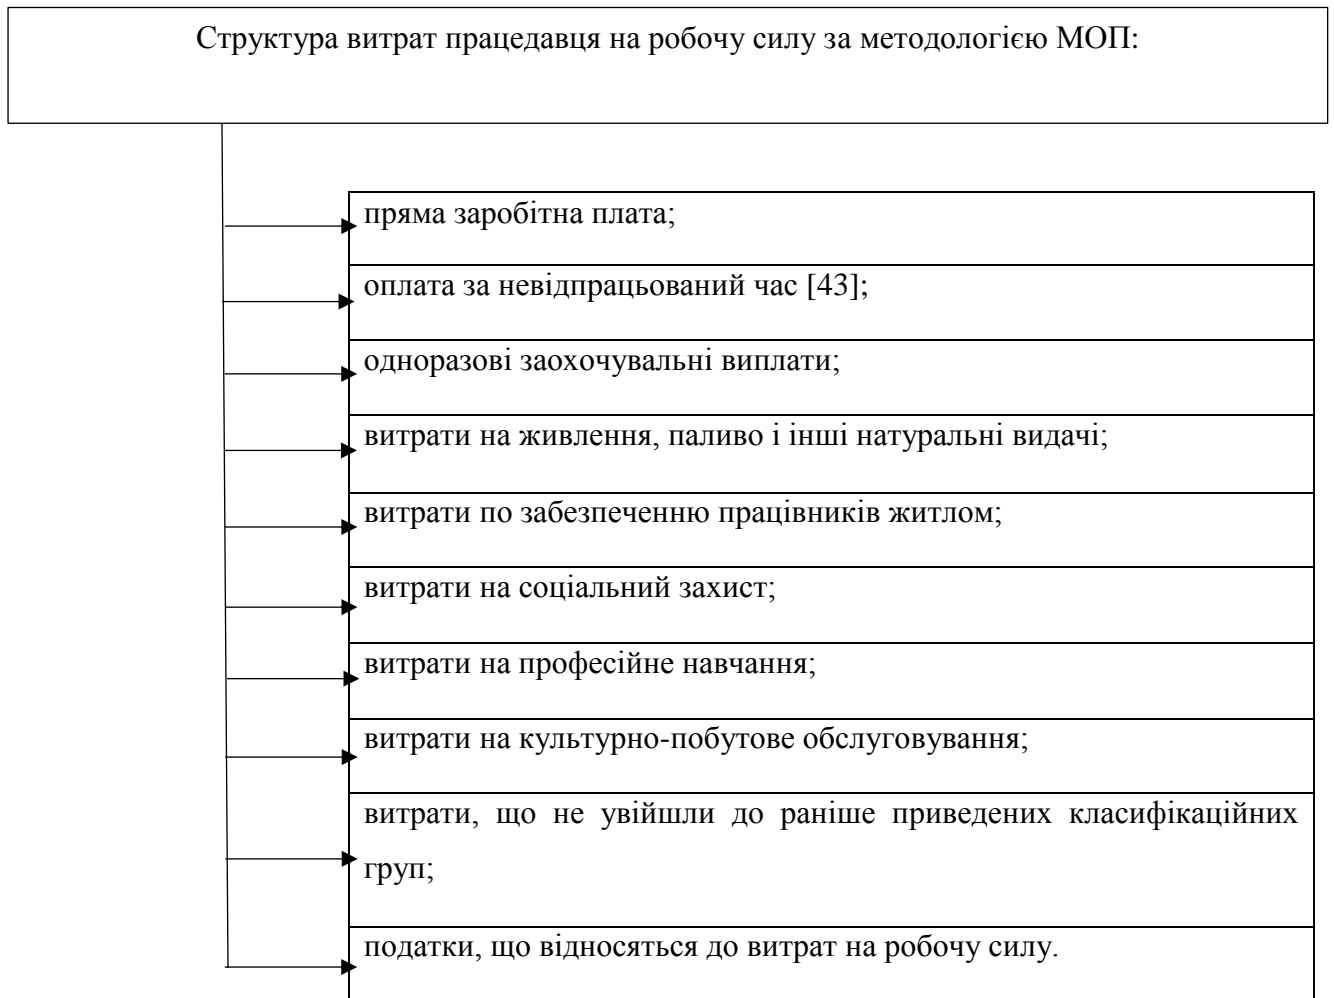 Структура витрат працедавця на робочу силу за методологією МОП:
пряма заробітна плата;
оплата за невідпрацьований час [43];
одноразові заохочувальні виплати;
витрати на живлення, паливо і інші натуральні видачі;
витрати по забезпеченню працівників житлом;
витрати на соціальний захист;
витрати на професійне навчання;
витрати на культурно-побутове обслуговування;
витрати, що не увійшли до раніше приведених класифікаційних
груп;
податки, що відносяться до витрат на робочу силу.